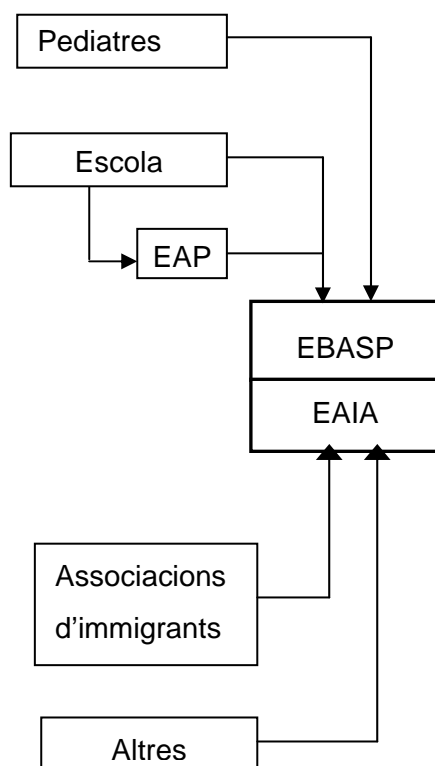 Pediatres
Escola
EAP
EBASP
EAIA
Associacions
d'immigrants
Altres